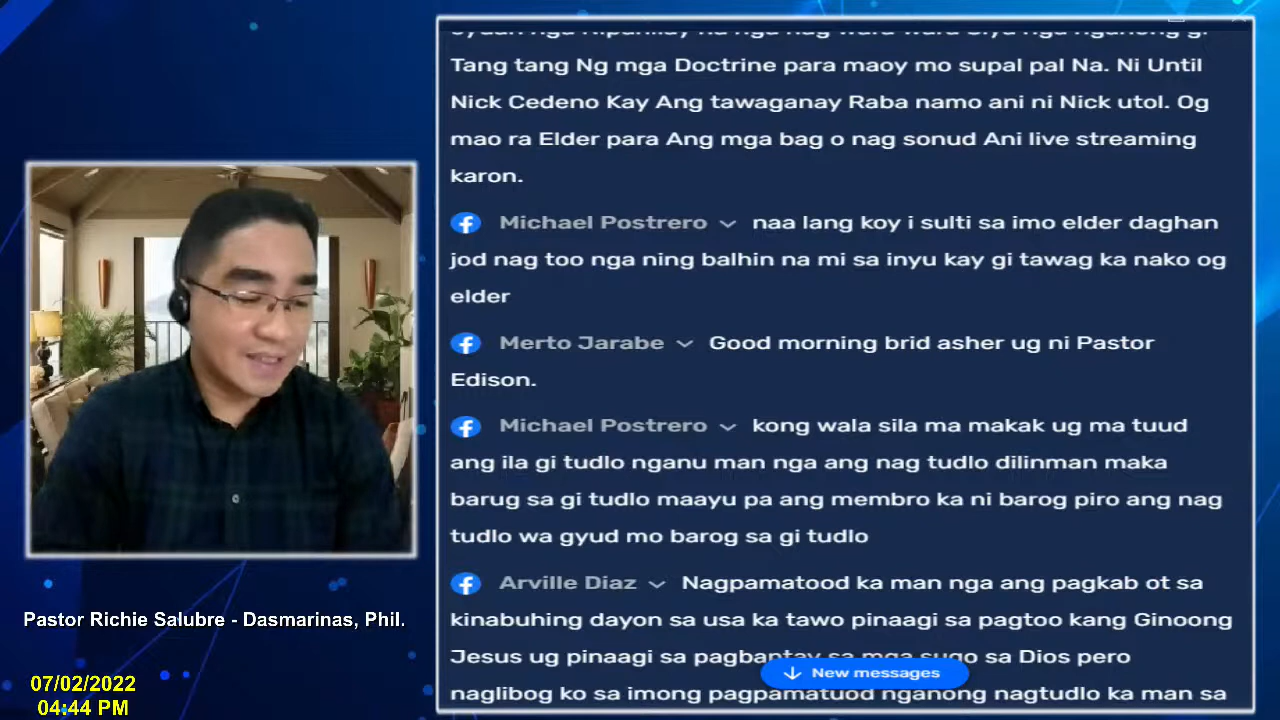 Tang tang Ng mga Doctrine para maoy mo supal pal Na. Ni Until
Nick Cedeno Kay Ang tawaganay Raba namo ani ni Nick utol. Og
mao ra Elder para Ang mga bag o nag sonud Ani live streaming
karon.
Michael Postrero naa lang koy i sulti sa imo elder daghan
jod nag too nga ning balhin na mi sa inyu kay gi tawag ka nako og
elder
Merto Jarabe Good morning brid asher ug ni Pastor
Edison.
Michael Postrero kong wala sila ma makak ug ma tuud
ang ila gi tudlo nganu man nga ang nag tudlo dilinman maka
barug sa gi tudlo maayu pa ang membro ka ni barog piro ang nag
tudlo wa gyud mo barog sa gi tudlo
Arville Diaz Nagpamatood ka man nga ang pagkab ot sa
kinabuhing dayon sa usa ka tawo pinaagi sa pagtoo kang Ginoong
Jesus ug pinaagi sa pagbantay sa mga sugo sa Dios pero
New messages
naglibog ko sa imong pagpamatuod nganong nagtudlo ka man sa
Pastor Richie Salubre - Dasmarinas, Phil.
07/02/2022
04:44 PM